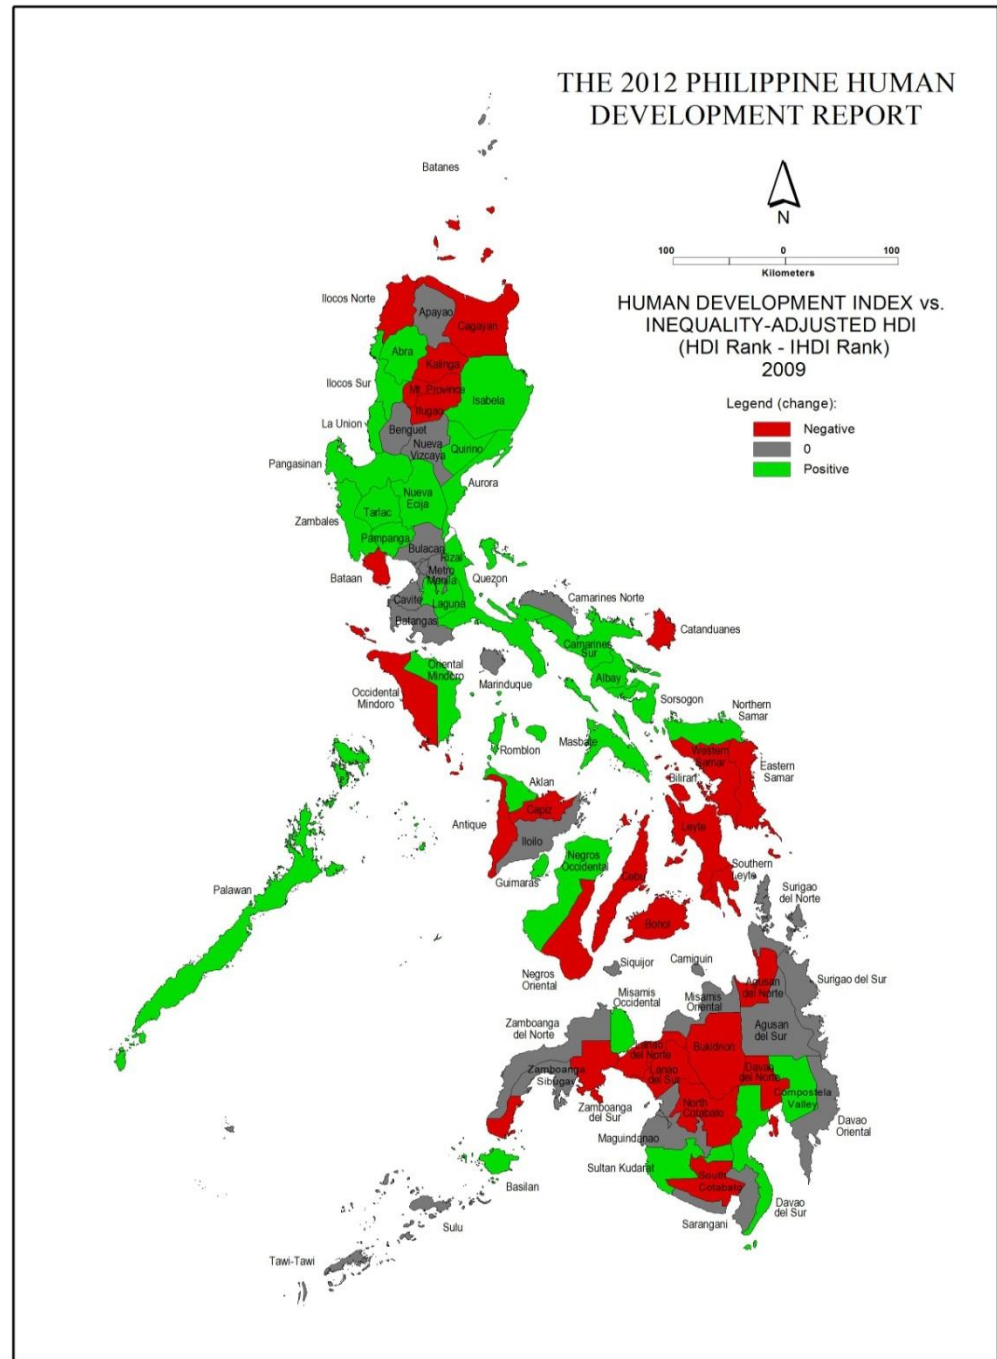 THE 2012 PHILIPPINE HUMAN
DEVELOPMENT REPORT
N
100 0 100
Kilometers
HUMAN DEVELOPMENT INDEX vs.
INEQUALITY-ADJUSTED HDI
(HDI Rank - IHDI Rank)
2009
Legend (change):
Negative
0
Positive
Batanes
Ilocos Norte
Apayao
Cagayan
Abra
Kalinga
Ilocos Sur
Mt. Province
Isabela
Ifugao
La Union
Benguet
Nueva
Vizcaya
Quirino
Pangasinan
Aurora
Nueva
Ecija
Zambales
Tarlac
Pampanga
Bulacan
Rizal
Bataan
Metro
Manila
Quezon
Cavite
Laguna
Batangas
Camarines Norte
Catanduanes
Camarines
Sur
Oriental
Mindoro
Marinduque
Albay
Occidental
Mindoro
Sorsogon
Northern
Samar
Romblon
Masbate
Western
Samar
Eastern
Samar
Aklan
Biliran
Capiz
Antique
Leyte
Iloilo
Negros
Occidental
Cebu
Southern
Leyte
Guimaras
Palawan
Surigao
del Norte
Bohol
Negros
Oriental
Siquijor
Camiguin
Surigao del Sur
Misamis
Occidental
Misamis
Oriental
Agusan
del Norte
Zamboanga
del Norte
Agusan
del Sur
Lanao
del Norte
Bukidnon
Zamboanga
Sibugay
Lanao
del Sur
Davao
del Norte
Compostela
Valley
Zamboanga
del Sur
North
Cotabato
Davao
Oriental
Maguindanao
Sultan Kudarat
South
Cotabato
Basilan
Davao
del Sur
Sarangani
Sulu
Tawi-Tawi